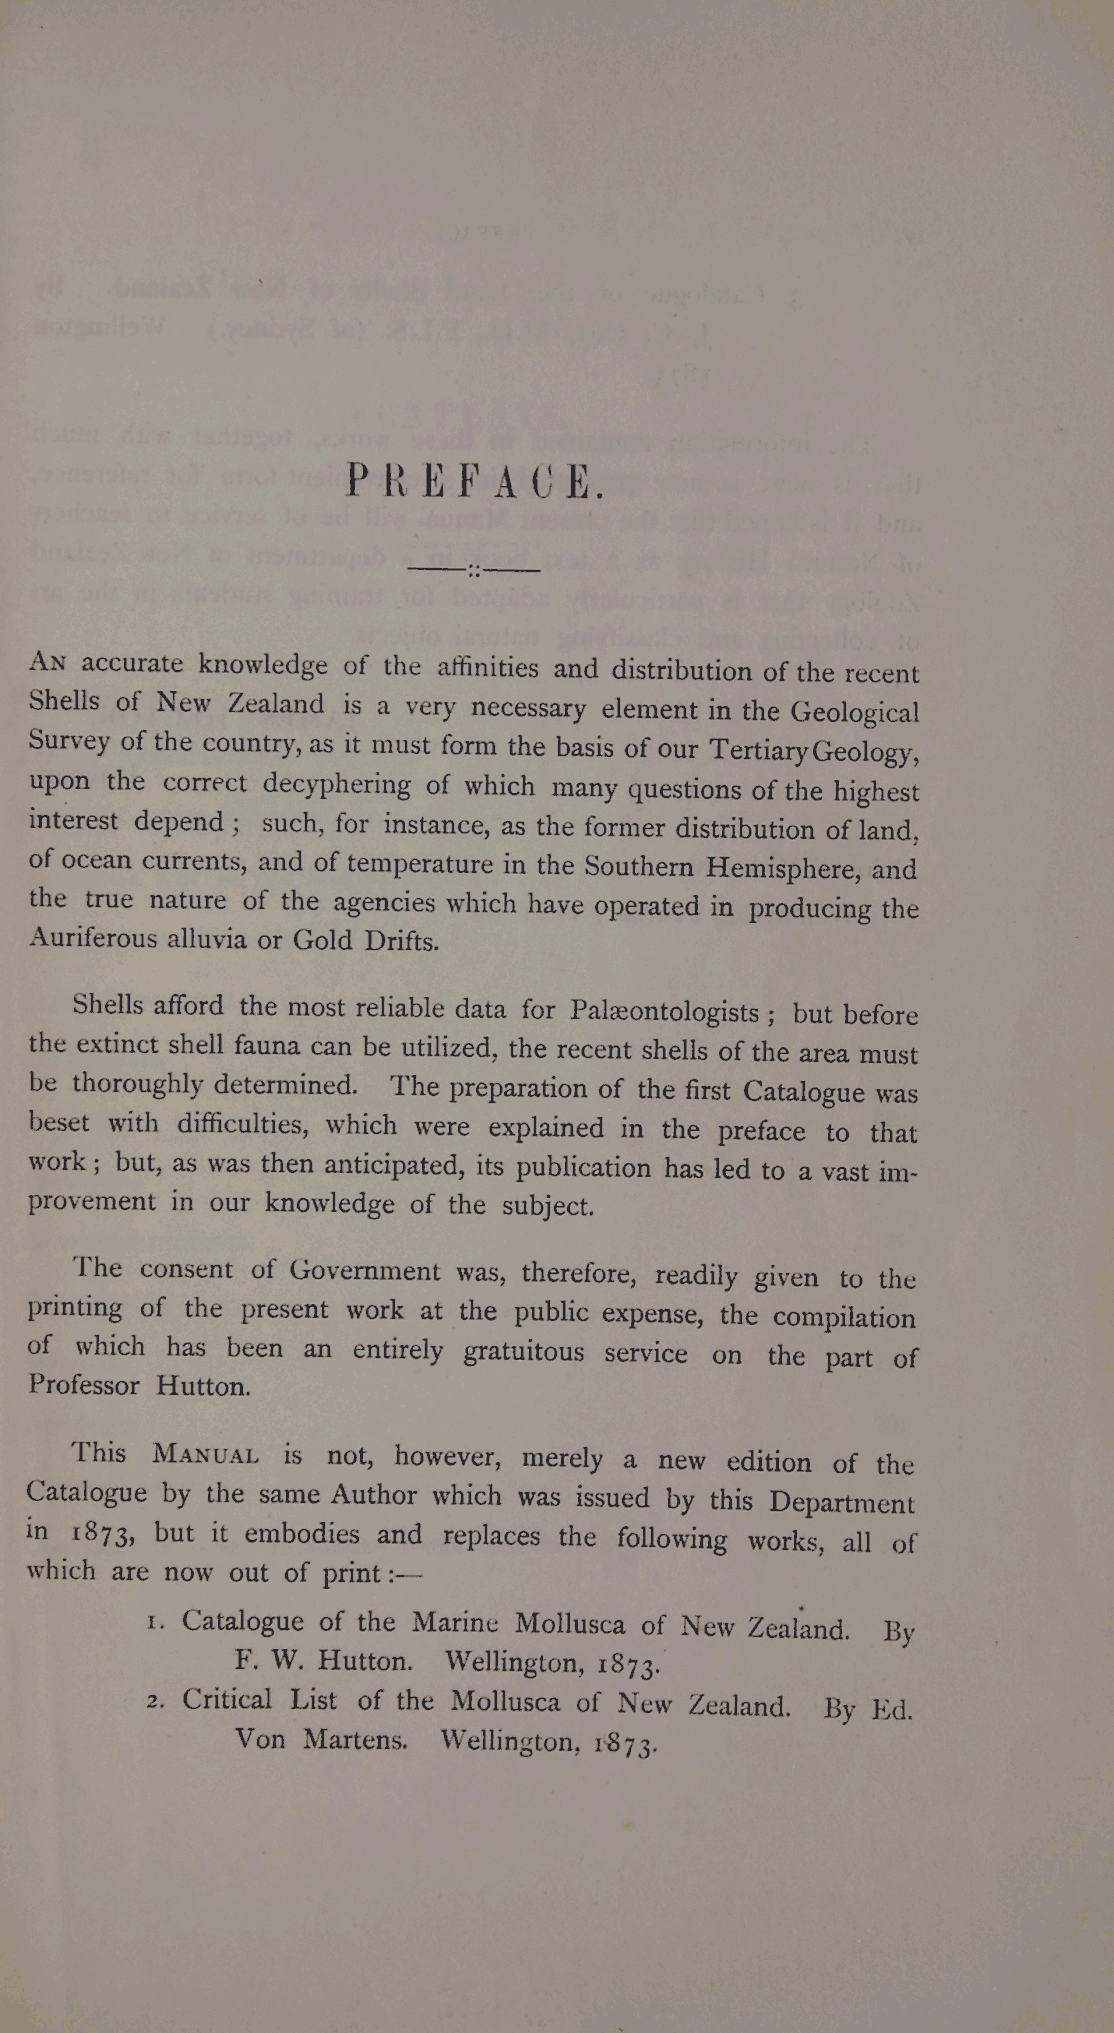 PREFACE.
AN accurate knowledge of the affinities and distribution of the recent
Shells of New Zealand is a very necessary element in the Geological
Survey of the country, as it must form the basis of our Tertiary Geology,
upon the correct decyphering of which many questions of the highest
interest depend ; such, for instance, as the former distribution of land,
of ocean currents, and of temperature in the Southern Hemisphere, and
the true nature of the agencies which have operated in producing the
Auriferous alluvia or Gold Drifts.
Shells afford the most reliable data for Palæontologists ; but before
the extinct shell fauna can be utilized, the recent shells of the area must
be thoroughly determined. The preparation of the first Catalogue was
beset with difficulties, which were explained in the preface to that
work ; but, as was then anticipated, its publication has led to a vast im-
provement in our knowledge of the subject.
The consent of Government was, therefore, readily given to the
printing of the present work at the public expense, the compilation
of which has been an entirely gratuitous service on the part of
Professor Hutton.
This MANUAL is not, however, merely a new edition of the
Catalogue by the same Author which was issued by this Department
in 1873, but it embodies and replaces the following works, all of
which are now out of print :—
1. Catalogue of the Marine Mollusca of New Zealand. By
F. W. Hutton. Wellington, 1873.
2. Critical List of the Mollusca of New Zealand. By Ed.
Von Martens. Wellington, 1873.